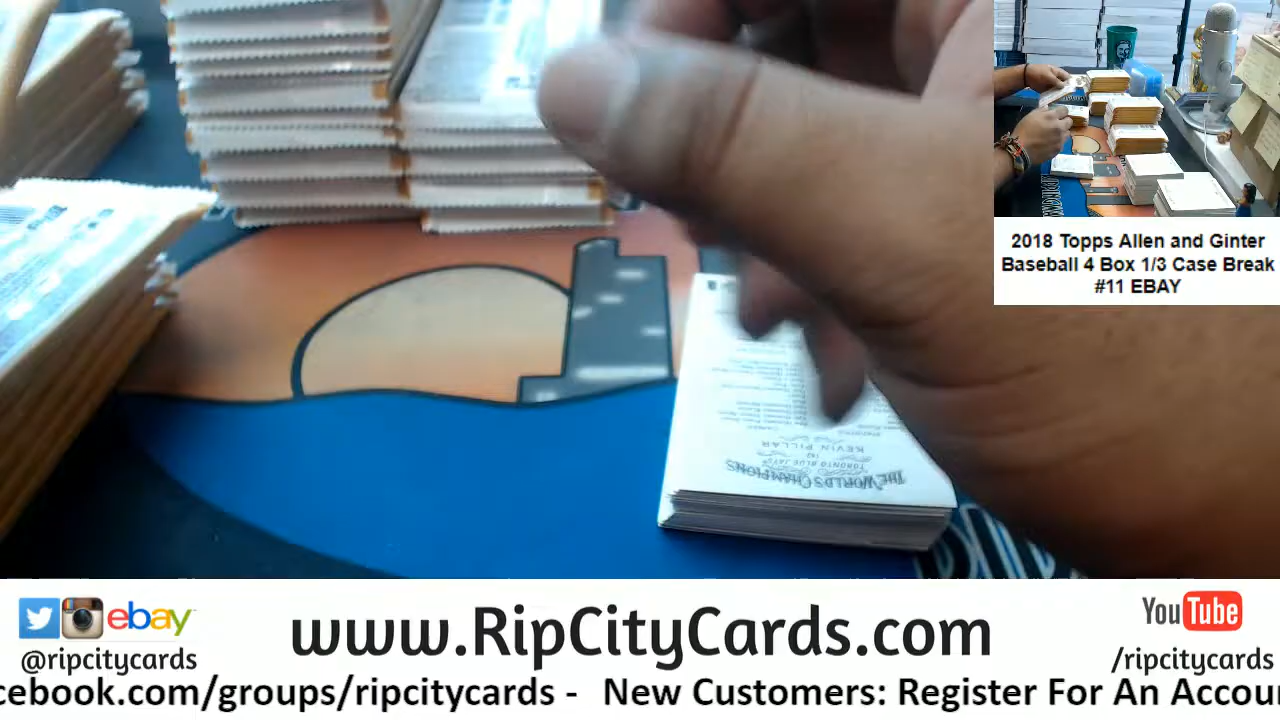 2018 Topps Allen and Ginter
Baseball 4 Box 1/3 Case Break
#11 EBAY
KEVIN PILLAR
TORONTO BLUE JAYS
THE WORLD'S CHAMPIONS
ebay
www.RipCityCards.com
YouTube
@ripcitycards
/ripcitycards
cebook.com/groups/ripcitycards - New Customers: Register For An Accou